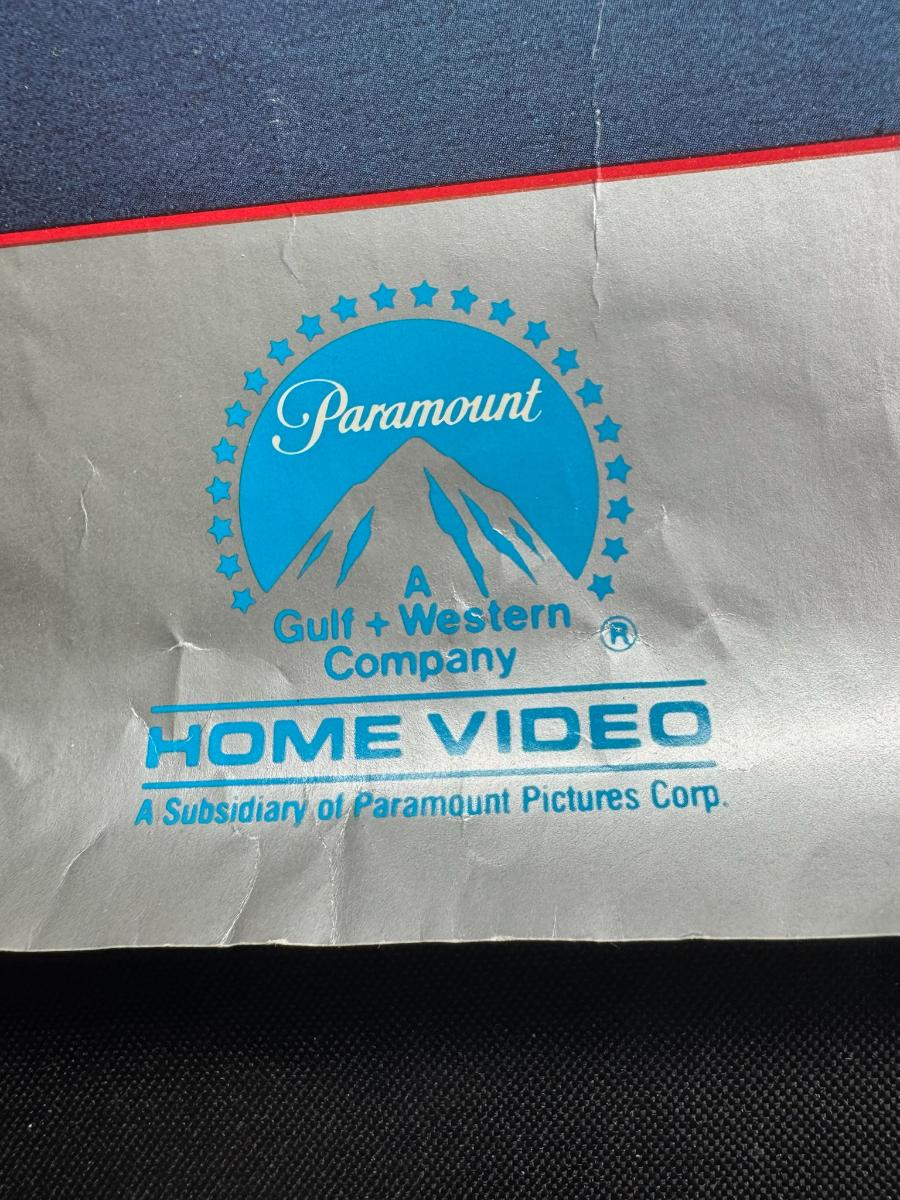 Paramount
A
Gulf + Western
Company
®
HOME VIDEO
A Subsidiary of Paramount Pictures Corp.